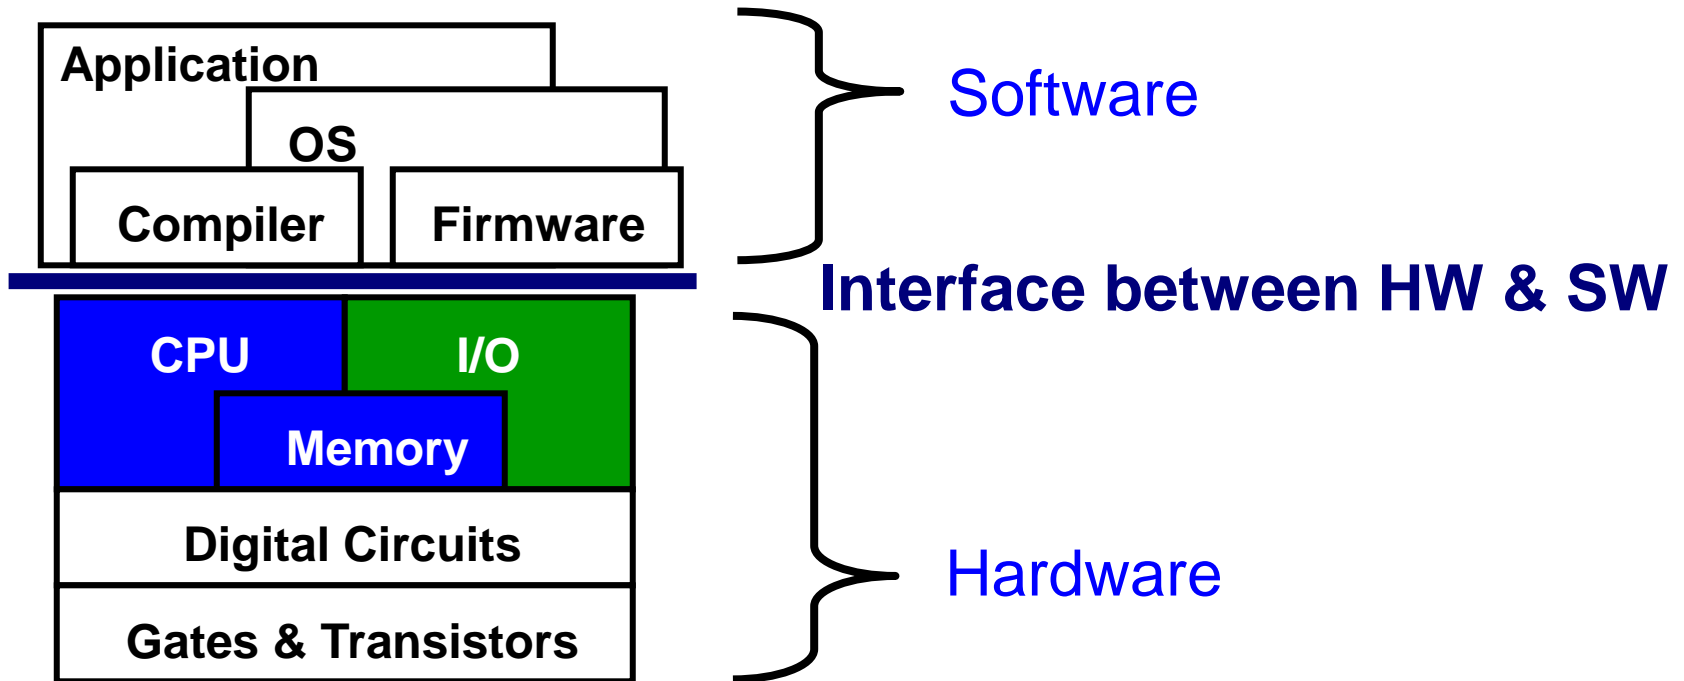 Application
OS
Compiler
Firmware
Software
Interface between HW & SW
CPU
I/O
Memory
Digital Circuits
Gates & Transistors
Hardware